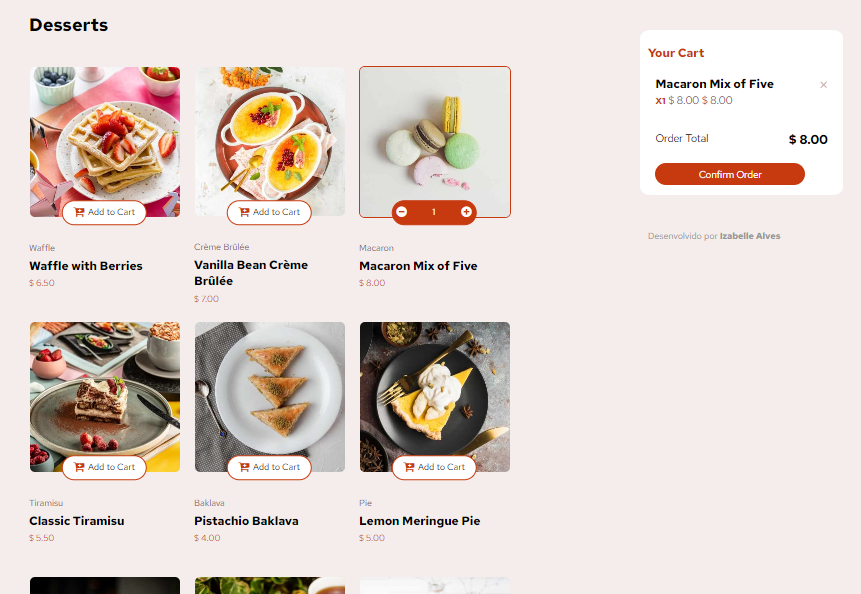 Desserts
Add to Cart
Waffle
Waffle with Berries
$ 6.50
Add to Cart
Crème Brûlée
Vanilla Bean Crème
Brûlée
$ 7.00
1
Macaron
Macaron Mix of Five
$ 8.00
Add to Cart
Tiramisu
Classic Tiramisu
$ 5.50
Add to Cart
Baklava
Pistachio Baklava
$ 4.00
Add to Cart
Pie
Lemon Meringue Pie
$ 5.00
Your Cart
Macaron Mix of Five
×
X1 $ 8.00 $ 8.00
Order Total $ 8.00
Confirm Order
Desenvolvido por Izabelle Alves